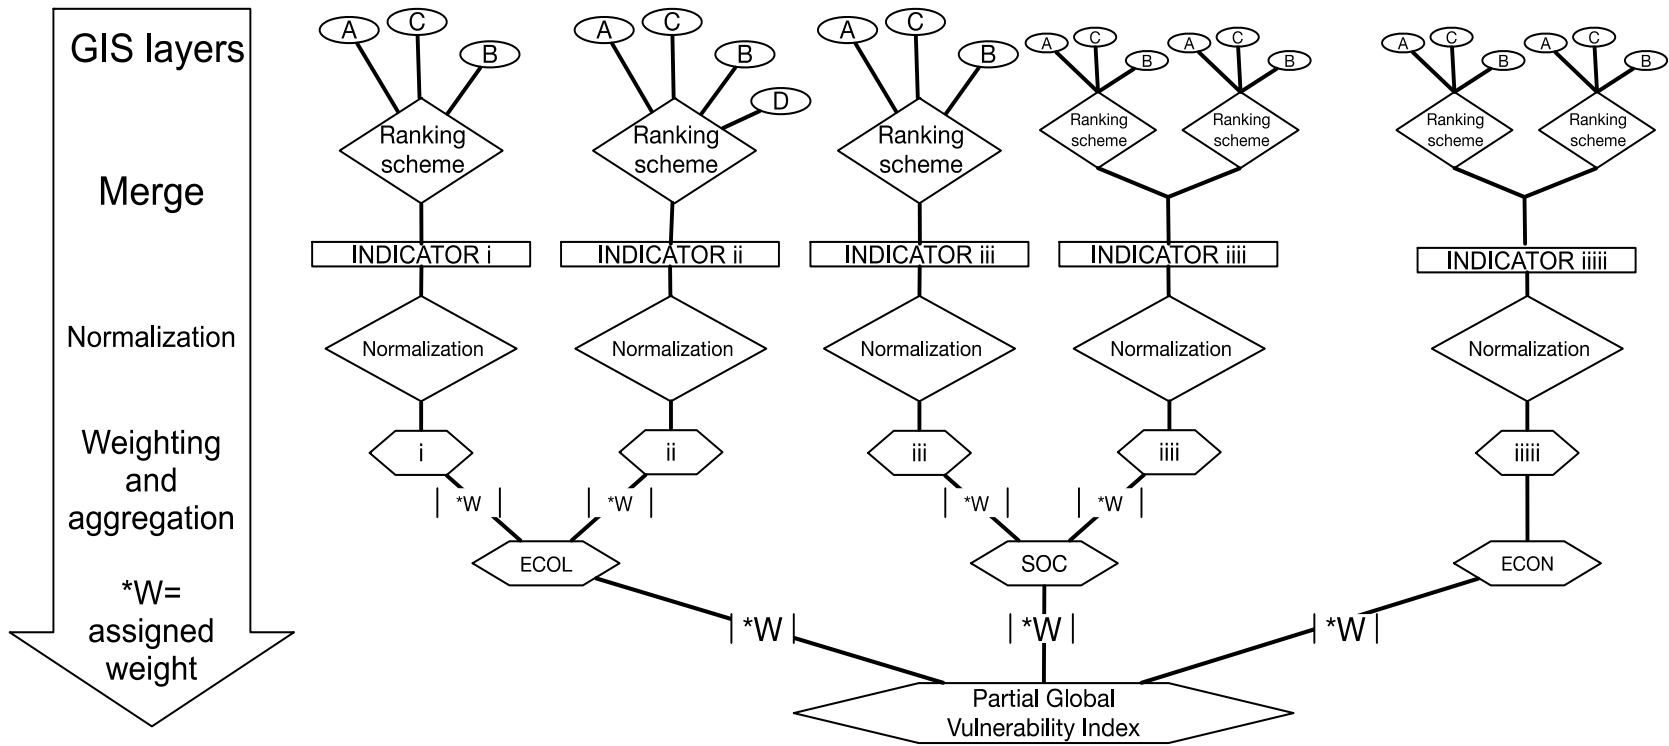 GIS layers
Merge
Normalization
Weighting
and
aggregation
*W=
assigned
weight
A
C
B
A
C
B
D
A
C
B
A
C
B
A
C
B
A
C
B
A
C
B
Ranking
scheme
Ranking
scheme
Ranking
scheme
Ranking
scheme
Ranking
scheme
Ranking
scheme
Ranking
scheme
INDICATOR i
INDICATOR ii
INDICATOR iii
INDICATOR iiii
INDICATOR iiiii
Normalization
Normalization
Normalization
Normalization
Normalization
i
ii
iii
iiii
iiiii
*W
*W
*W
*W
ECOL
SOC
ECON
*W
*W
*W
Partial Global
Vulnerability Index